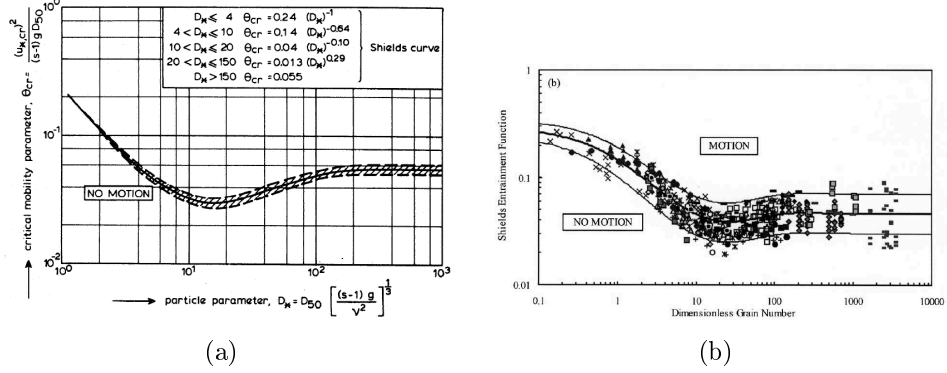 critical mobility parameter, θcr = (u*,cr)² / (s-1) g D50
10⁰
10⁻¹
10⁻²
D* ⩽ 4 θcr = 0.24 (D*)⁻¹
4 < D* ⩽ 10 θcr = 0.14 (D*)⁻⁰·⁶⁴
10 < D* ⩽ 20 θcr = 0.04 (D*)⁻⁰·¹⁰
20 < D* ⩽ 150 θcr = 0.013 (D*)⁰·²⁹
D* > 150 θcr = 0.055
Shields curve
NO MOTION
10⁰ 10¹ 10² 10³
particle parameter, D* = D50 [(s-1) g / ν²]^(1/3)
(a)
Shields Entrainment Function
1
0.1
0.01
(b)
MOTION
NO MOTION
0.1 1 10 100 1000 10000
Dimensionless Grain Number
(b)